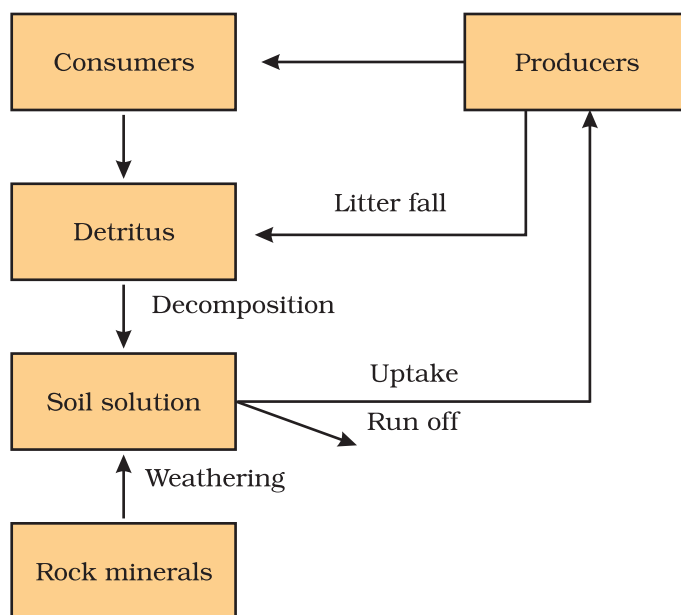 Consumers
Producers
Litter fall
Detritus
Decomposition
Uptake
Soil solution
Run off
Weathering
Rock minerals